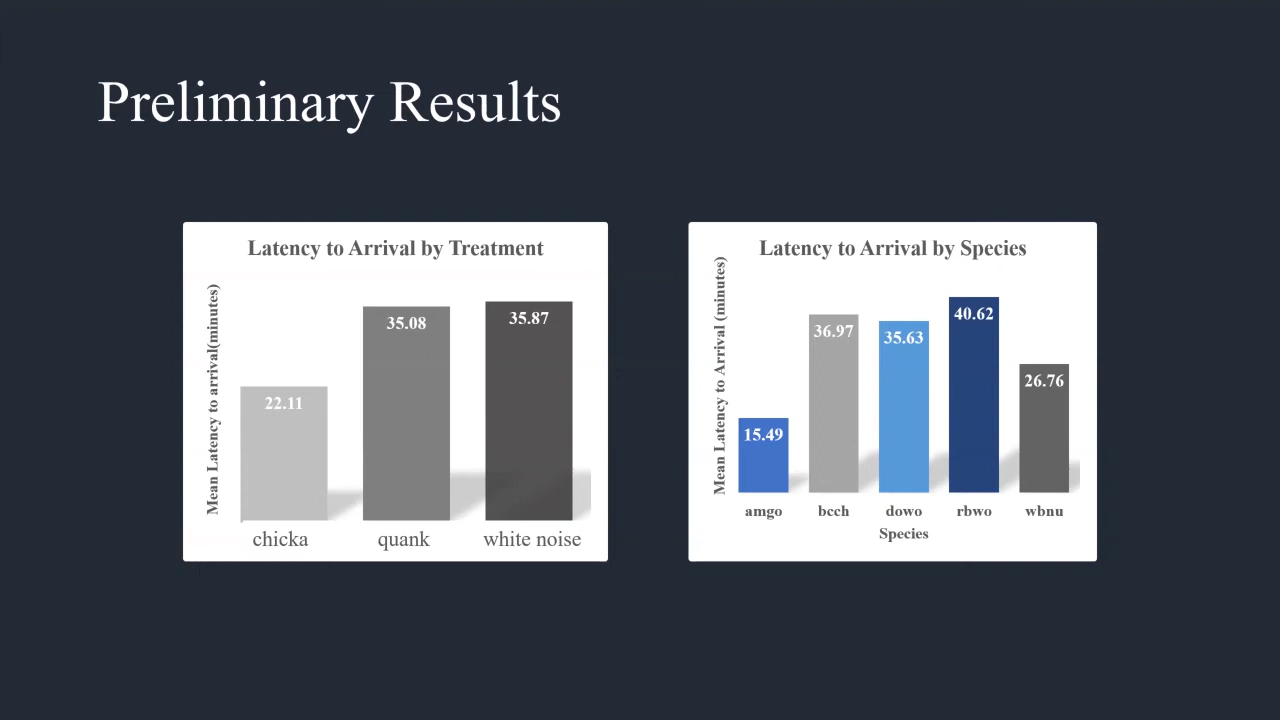 Preliminary Results
Latency to Arrival by Treatment
Mean Latency to arrival(minutes)
22.11
35.08
35.87
chicka quank white noise
Latency to Arrival by Species
Mean Latency to Arrival (minutes)
15.49
36.97
35.63
40.62
26.76
amgo bcch dowo rbwo wbnu
Species